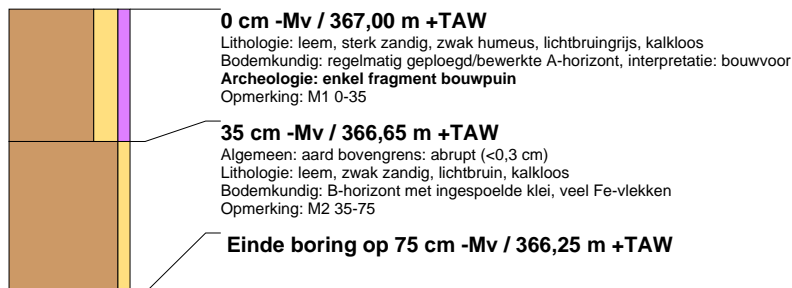 0 cm -Mv / 367,00 m +TAW
Lithologie: leem, sterk zandig, zwak humeus, lichtbruingrijs, kalkloos
Bodemkundig: regelmatig geploegd/bewerkte A-horizont, interpretatie: bouwvoor
Archeologie: enkel fragment bouwpuin
Opmerking: M1 0-35
35 cm -Mv / 366,65 m +TAW
Algemeen: aard bovengrens: abrupt (<0,3 cm)
Lithologie: leem, zwak zandig, lichtbruin, kalkloos
Bodemkundig: B-horizont met ingespoelde klei, veel Fe-vlekken
Opmerking: M2 35-75
Einde boring op 75 cm -Mv / 366,25 m +TAW